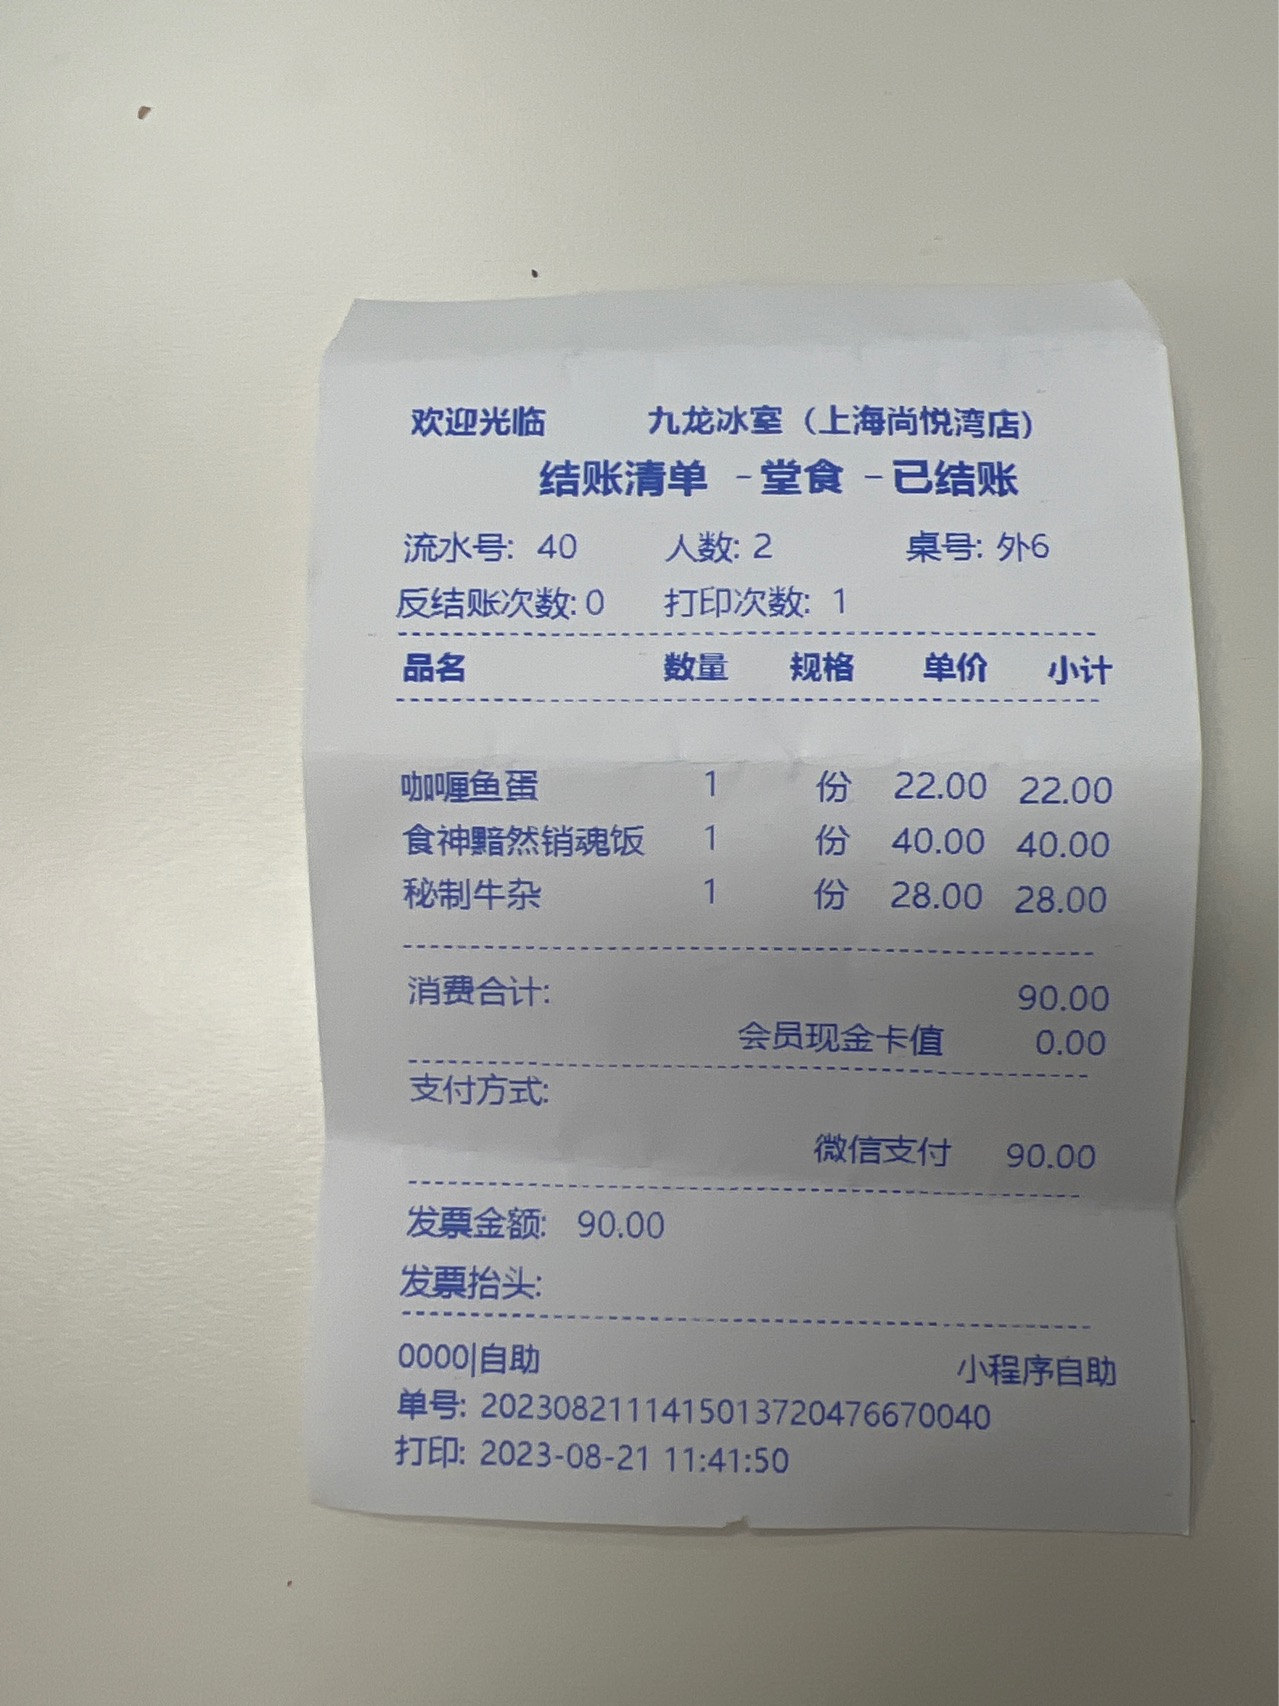 欢迎光临 九龙冰室（上海尚悦湾店）
结账清单 -堂食 -已结账
流水号: 40 人数: 2 桌号: 外6
反结账次数: 0 打印次数: 1
品名 数量 规格 单价 小计
咖喱鱼蛋 1 份 22.00 22.00
食神黯然销魂饭 1 份 40.00 40.00
秘制牛杂 1 份 28.00 28.00
消费合计: 90.00
会员现金卡值 0.00
支付方式:
微信支付 90.00
发票金额: 90.00
发票抬头:
0000|自助 小程序自助
单号: 2023082111415013720476670040
打印: 2023-08-21 11:41:50